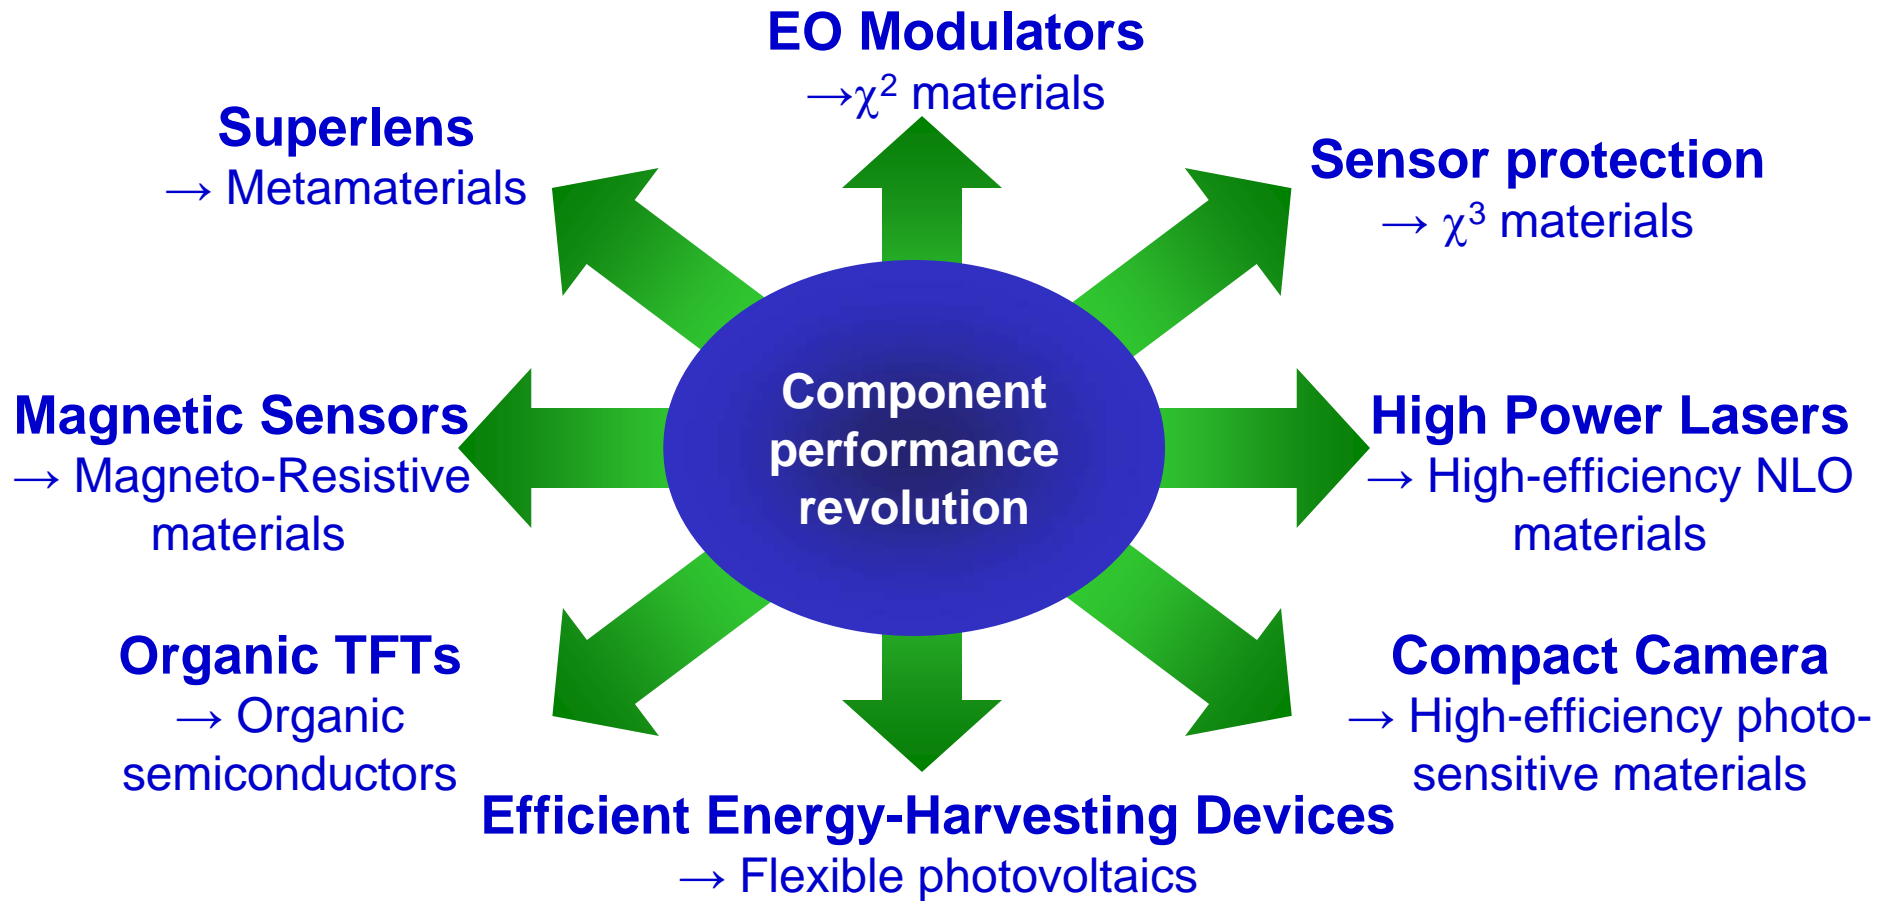 EO Modulators
→χ² materials
Superlens
→ Metamaterials
Sensor protection
→ χ³ materials
Component
performance
revolution
Magnetic Sensors
→ Magneto-Resistive
materials
High Power Lasers
→ High-efficiency NLO
materials
Organic TFTs
→ Organic
semiconductors
Compact Camera
→ High-efficiency photo-
sensitive materials
Efficient Energy-Harvesting Devices
→ Flexible photovoltaics